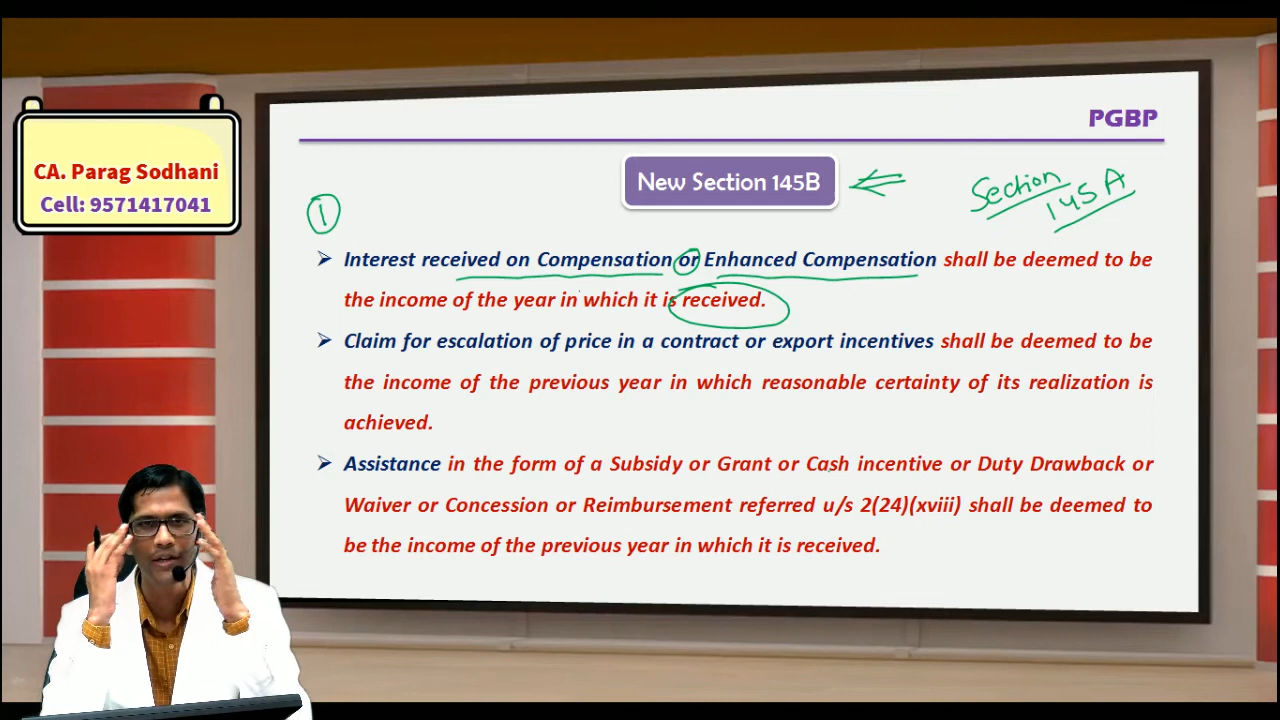 PGBP
CA. Parag Sodhani
Cell: 9571417041
New Section 145B
Section
145 A
1
Interest received on Compensation or Enhanced Compensation shall be deemed to be
the income of the year in which it is received.
Claim for escalation of price in a contract or export incentives shall be deemed to be
the income of the previous year in which reasonable certainty of its realization is
achieved.
Assistance in the form of a Subsidy or Grant or Cash incentive or Duty Drawback or
Waiver or Concession or Reimbursement referred u/s 2(24)(xviii) shall be deemed to
be the income of the previous year in which it is received.